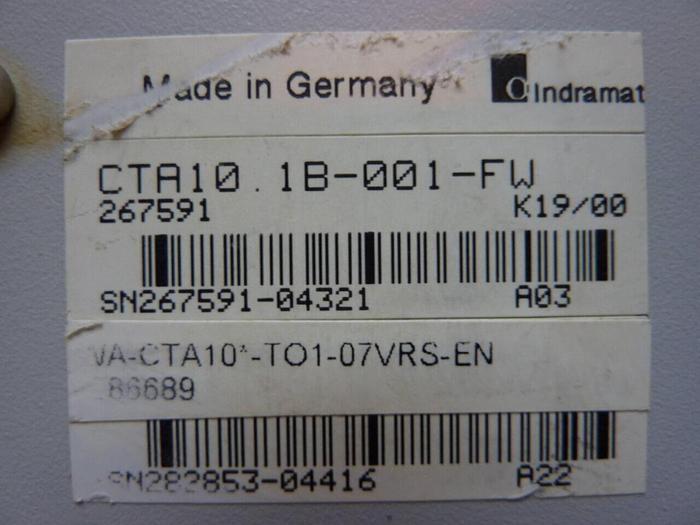 Made in Germany Indramat
CTA10.1B-001-FW
267591 K19/00
SN267591-04321 A03
VA-CTA10*-TO1-07VRS-EN
86689
SN282853-04416 A22